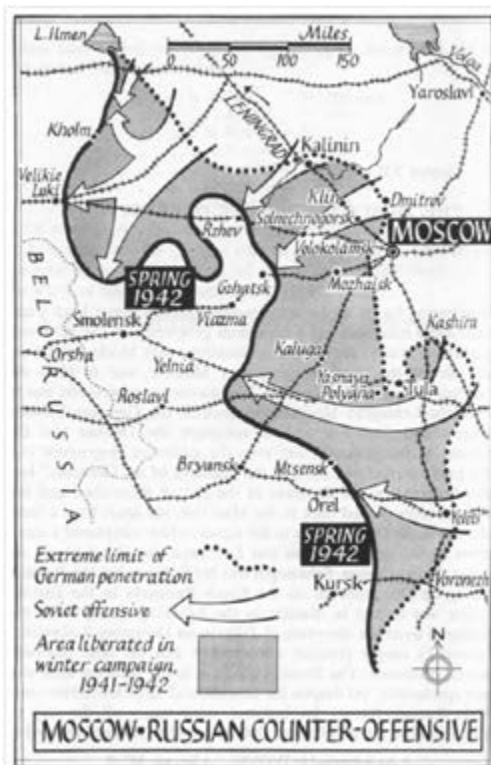 L. Ilmen
Miles
0 50 100 150
Volga
Yaroslavl
Kholm
LENINGRAD
Kalinin
Velikie
Luki
Klin
Dmitrov
Rzhev
Solnechnogorsk
MOSCOW
Volokolamsk
SPRING
1942
Gzhatsk
Mozhaisk
BELORUSSIA
Smolensk
Viazma
Kashira
Orsha
Yelnia
Kaluga
Yasnaya
Polyana
Tula
Roslavl
Bryansk
Mtsensk
Orel
Yelets
SPRING
1942
Kursk
Voronezh
Extreme limit of
German penetration
Soviet offensive
Area liberated in
winter campaign,
1941-1942
N
MOSCOW•RUSSIAN COUNTER-OFFENSIVE